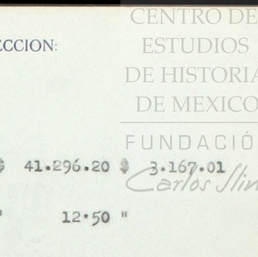 CENTRO DE
ESTUDIOS
DE HISTORIA
DE MEXICO
FUNDACIÓ
Carlos Slim
ECCION:
$ 41.296.20 $ 3.167.01
" 12.50 "